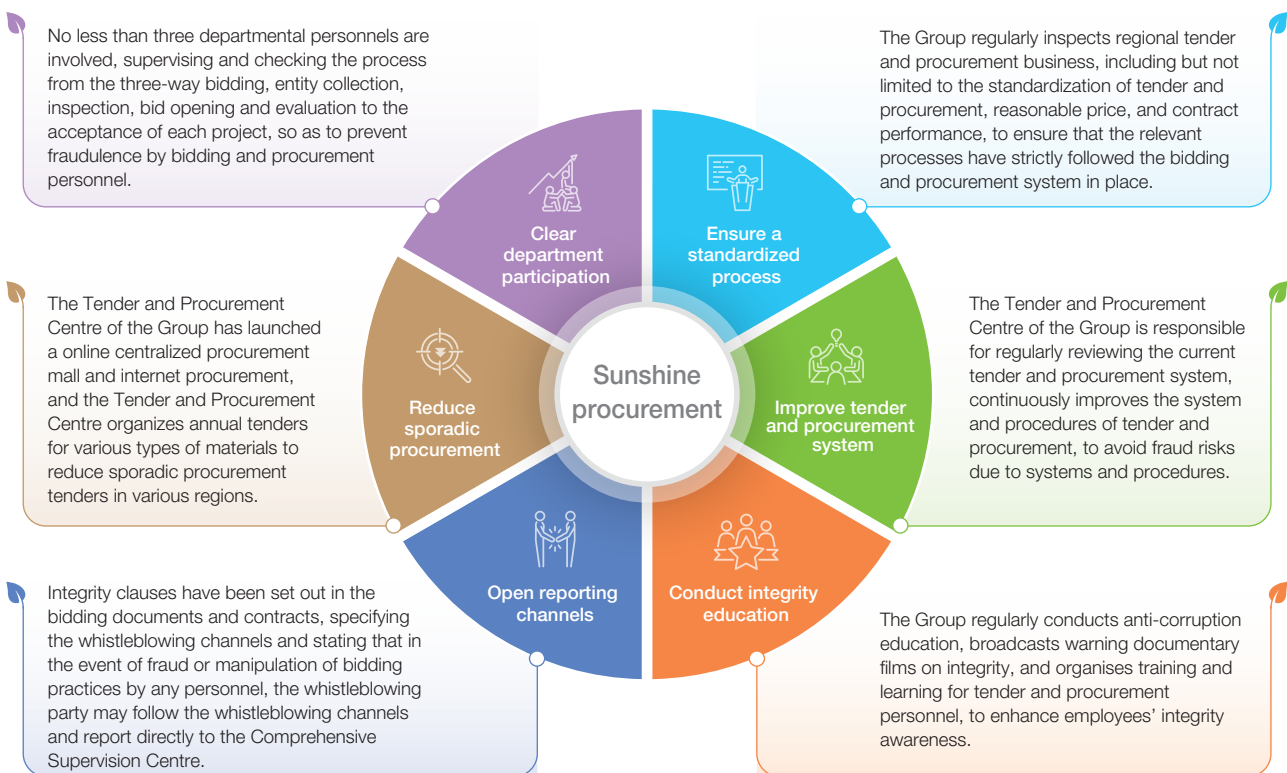 No less than three departmental personnels are
involved, supervising and checking the process
from the three-way bidding, entity collection,
inspection, bid opening and evaluation to the
acceptance of each project, so as to prevent
fraudulence by bidding and procurement
personnel.
The Group regularly inspects regional tender
and procurement business, including but not
limited to the standardization of tender and
procurement, reasonable price, and contract
performance, to ensure that the relevant
processes have strictly followed the bidding
and procurement system in place.
Clear
department
participation
Ensure a
standardized
process
The Tender and Procurement
Centre of the Group has launched
a online centralized procurement
mall and internet procurement,
and the Tender and Procurement
Centre organizes annual tenders
for various types of materials to
reduce sporadic procurement
tenders in various regions.
Reduce
sporadic
procurement
Sunshine
procurement
Improve tender
and procurement
system
The Tender and Procurement
Centre of the Group is responsible
for regularly reviewing the current
tender and procurement system,
continuously improves the system
and procedures of tender and
procurement, to avoid fraud risks
due to systems and procedures.
Open reporting
channels
Conduct integrity
education
Integrity clauses have been set out in the
bidding documents and contracts, specifying
the whistleblowing channels and stating that in
the event of fraud or manipulation of bidding
practices by any personnel, the whistleblowing
party may follow the whistleblowing channels
and report directly to the Comprehensive
Supervision Centre.
The Group regularly conducts anti-corruption
education, broadcasts warning documentary
films on integrity, and organises training and
learning for tender and procurement
personnel, to enhance employees’ integrity
awareness.